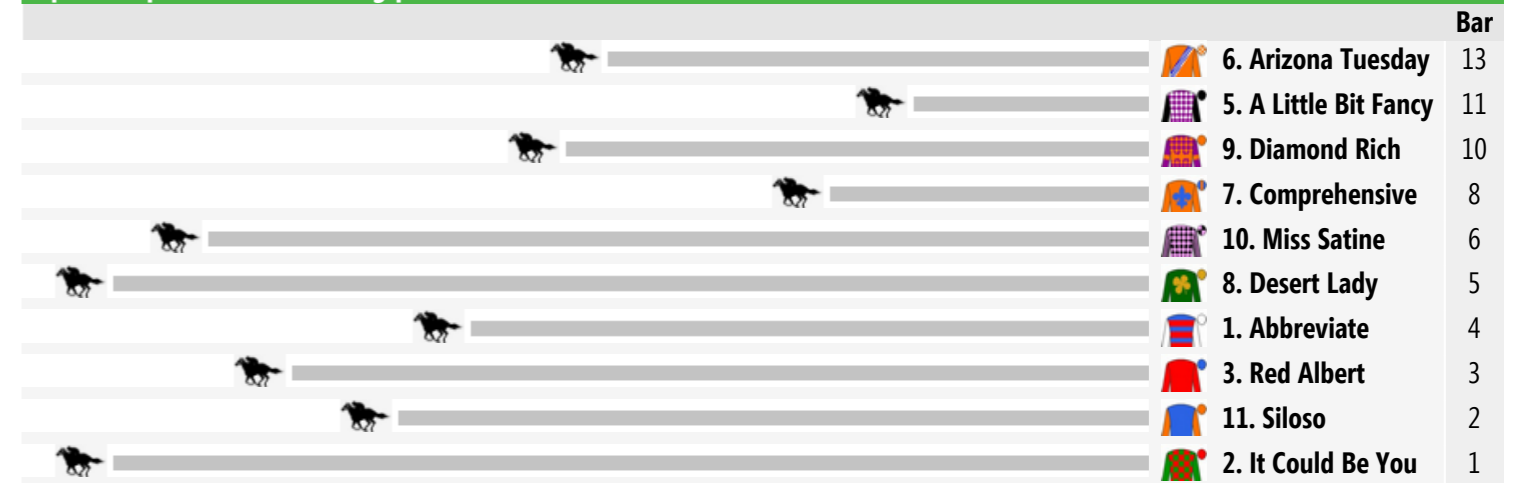 Bar
6. Arizona Tuesday 13
5. A Little Bit Fancy 11
9. Diamond Rich 10
7. Comprehensive 8
10. Miss Satine 6
8. Desert Lady 5
1. Abbreviate 4
3. Red Albert 3
11. Siloso 2
2. It Could Be You 1